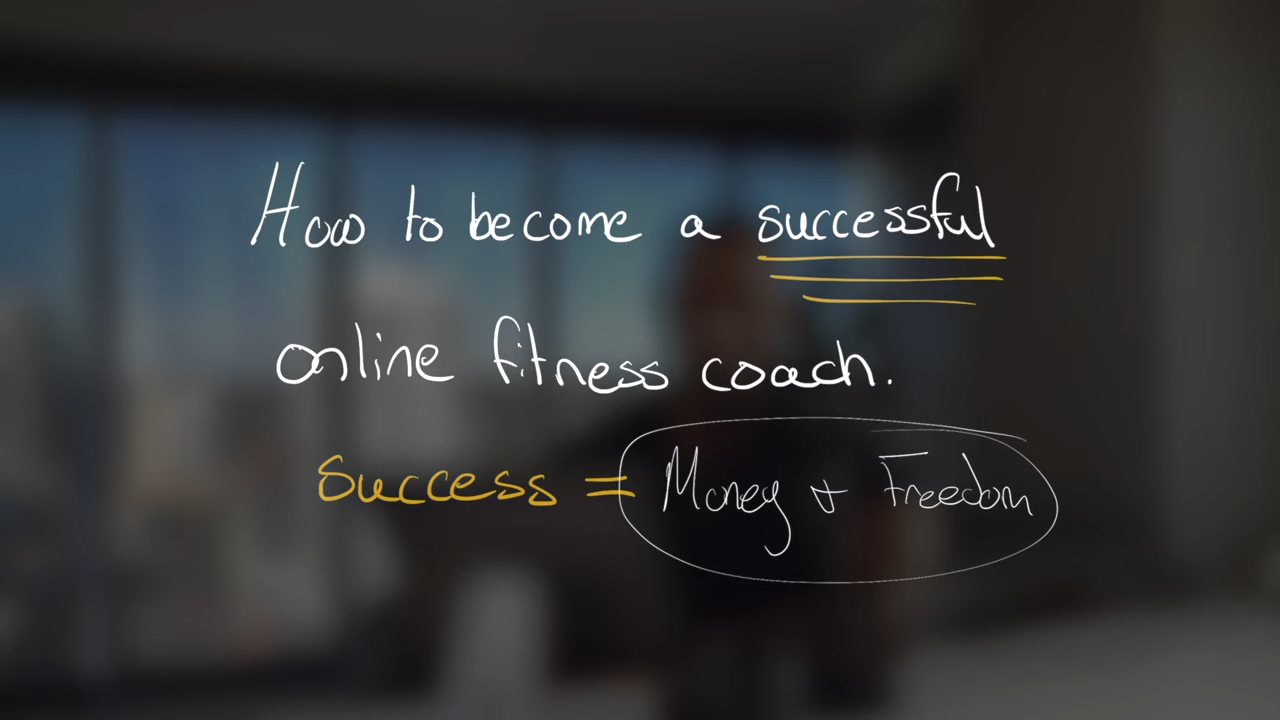 How to become a successful
online fitness coach.
Success = Money + Freedom